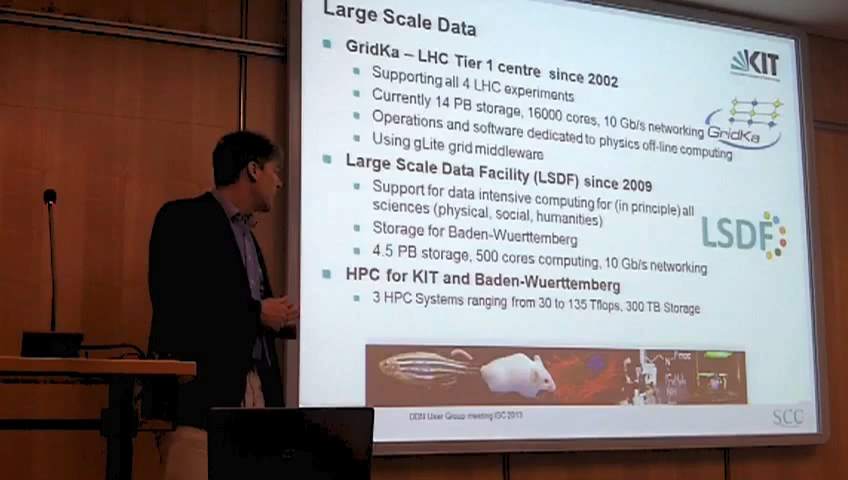 Large Scale Data
GridKa – LHC Tier 1 centre since 2002
Supporting all 4 LHC experiments
Currently 14 PB storage, 16000 cores, 10 Gb/s networking
Operations and software dedicated to physics off-line computing
Using gLite grid middleware
Large Scale Data Facility (LSDF) since 2009
Support for data intensive computing for (in principle) all
sciences (physical, social, humanities)
Storage for Baden-Wuerttemberg
4.5 PB storage, 500 cores computing, 10 Gb/s networking
HPC for KIT and Baden-Wuerttemberg
3 HPC Systems ranging from 30 to 135 Tflops, 300 TB Storage
KIT
GridKa
LSDF
DDN User Group meeting ISC 2013
SCC